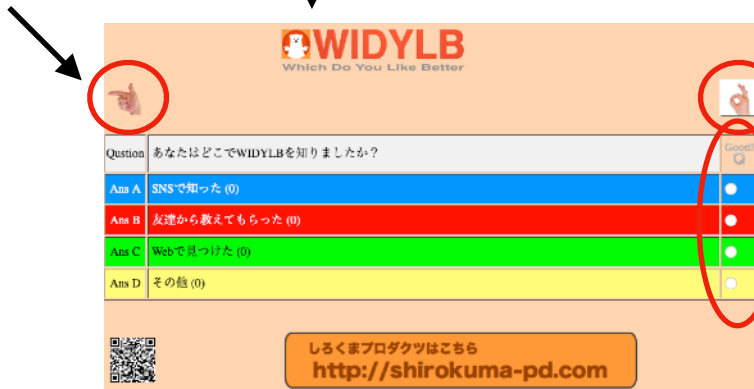 WIDYLB
Which Do You Like Better
Qustion あなたはどこでWIDYLBを知りましたか？ Good!
Ans A SNSで知った (0)
Ans B 友達から教えてもらった (0)
Ans C Webで見つけた (0)
Ans D その他 (0)
しろくまプロダクツはこちら
http://shirokuma-pd.com